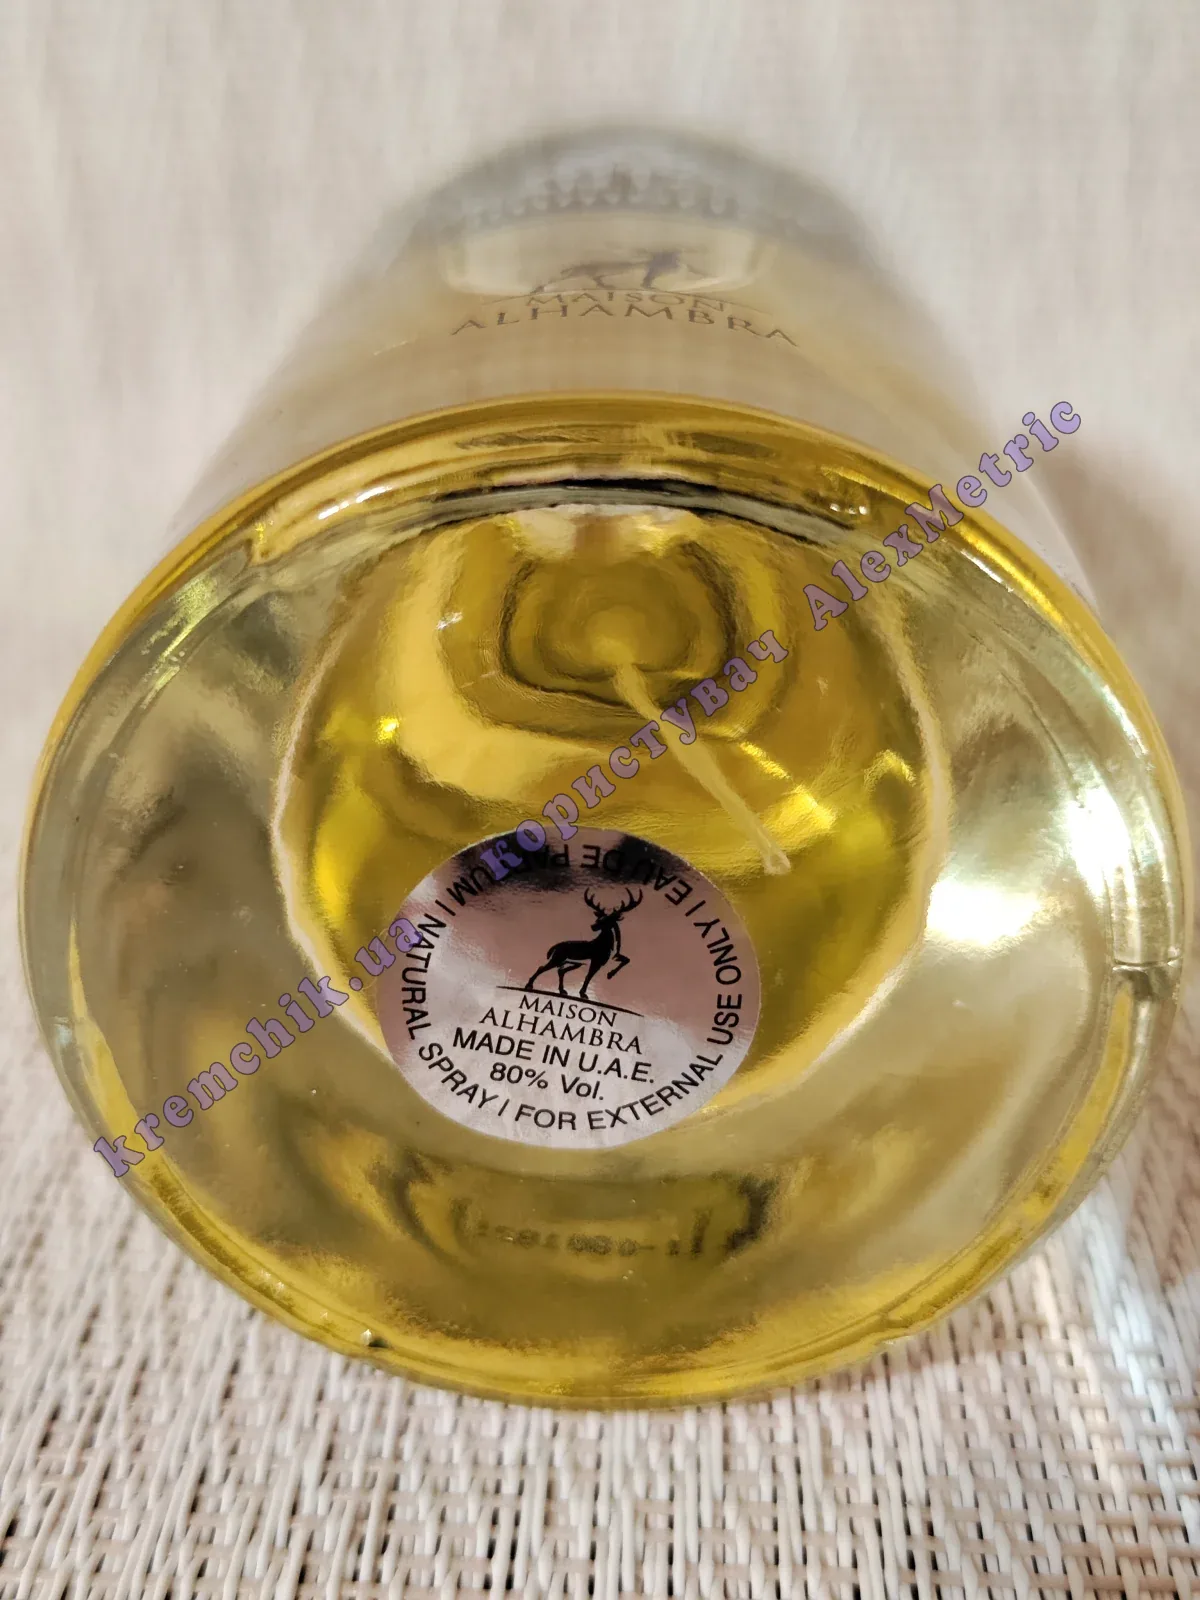 MAISON
ALHAMBRA
kremchik.ua користувач AlexMetric
MAISON
ALHAMBRA
MADE IN U.A.E.
80% Vol.
EAU DE PARFUM | NATURAL SPRAY | FOR EXTERNAL USE ONLY |